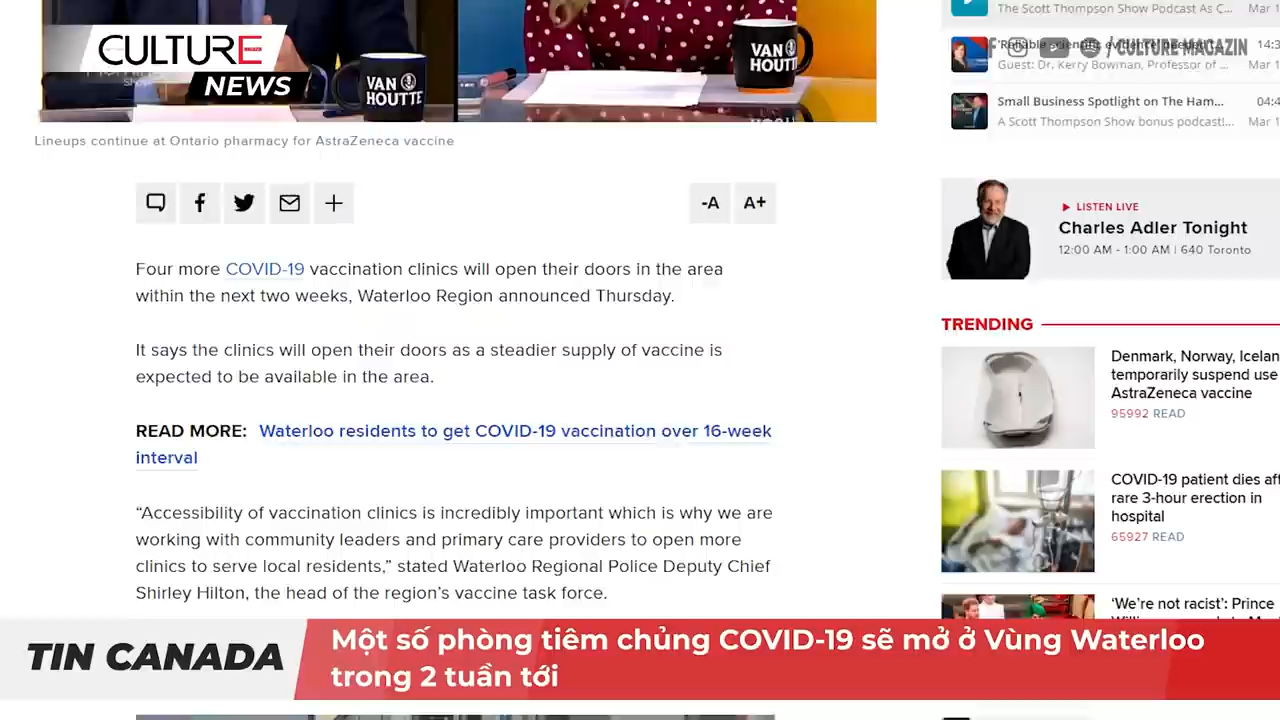 CULTURE
NEWS
VAN
HOUTTE
VAN
HOUTT
Lineups continue at Ontario pharmacy for AstraZeneca vaccine
-A A+
Four more COVID-19 vaccination clinics will open their doors in the area
within the next two weeks, Waterloo Region announced Thursday.
It says the clinics will open their doors as a steadier supply of vaccine is
expected to be available in the area.
READ MORE: Waterloo residents to get COVID-19 vaccination over 16-week
interval
“Accessibility of vaccination clinics is incredibly important which is why we are
working with community leaders and primary care providers to open more
clinics to serve local residents,” stated Waterloo Regional Police Deputy Chief
Shirley Hilton, the head of the region’s vaccine task force.
The Scott Thompson Show Podcast As C... Mar 1
'Reliable scientific evidence' needed t... 14:3
/CULTURE MAGAZIN
Guest: Dr. Kerry Bowman, Professor of ... Mar 1
Small Business Spotlight on The Ham... 04:4
A Scott Thompson Show bonus podcast!... Mar 1
LISTEN LIVE
Charles Adler Tonight
12:00 AM - 1:00 AM | 640 Toronto
TRENDING
Denmark, Norway, Icelan
temporarily suspend use
AstraZeneca vaccine
95992 READ
COVID-19 patient dies aft
rare 3-hour erection in
hospital
65927 READ
‘We’re not racist’: Prince
TIN CANADA
Một số phòng tiêm chủng COVID-19 sẽ mở ở Vùng Waterloo
trong 2 tuần tới